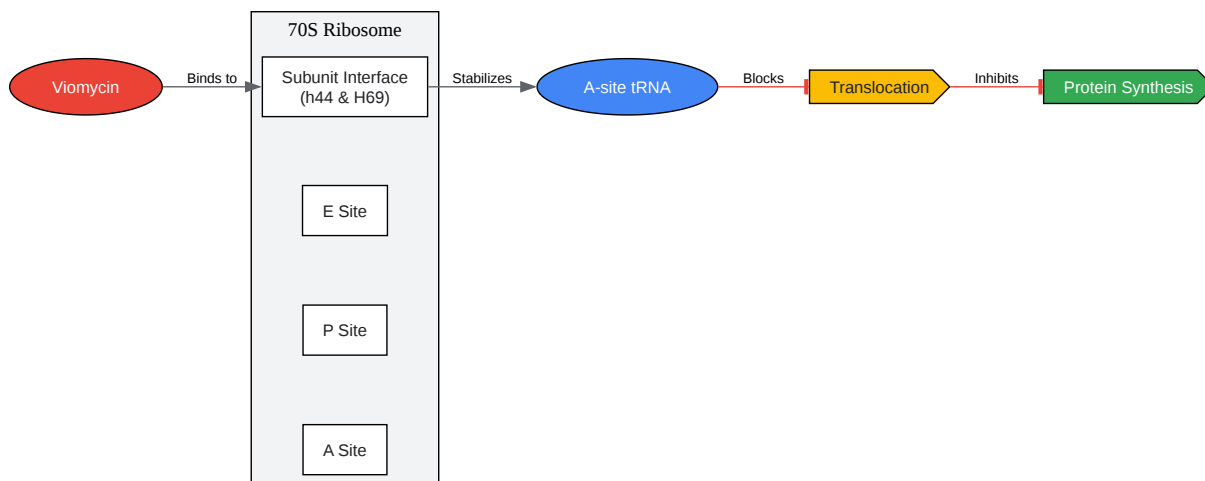 70S Ribosome
Viomycin
Binds to
Subunit Interface
(h44 & H69)
Stabilizes
A-site tRNA
Blocks
Translocation
Inhibits
Protein Synthesis
E Site
P Site
A Site